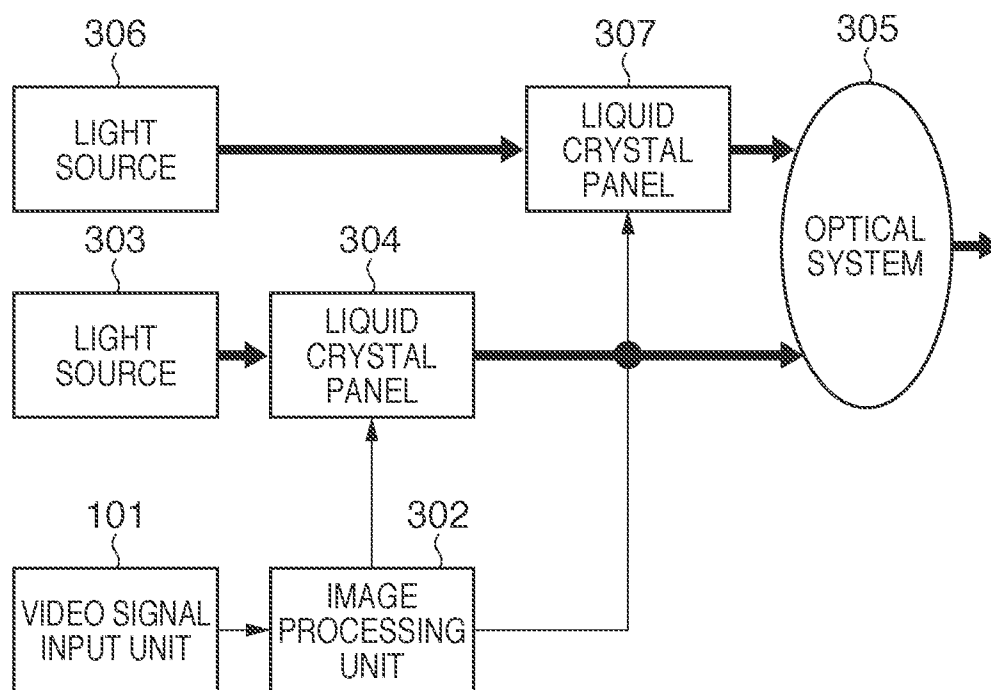 306
LIGHT
SOURCE
307
LIQUID
CRYSTAL
PANEL
305
OPTICAL
SYSTEM
303
LIGHT
SOURCE
304
LIQUID
CRYSTAL
PANEL
101
VIDEO SIGNAL
INPUT UNIT
302
IMAGE
PROCESSING
UNIT